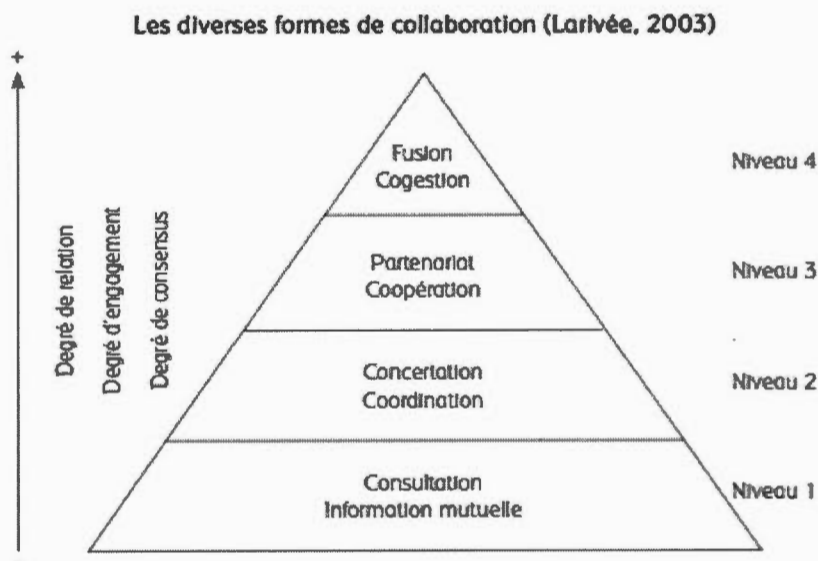 Les diverses formes de collaboration (Larivée, 2003)
+
Fusion
Cogestion
Niveau 4
Partenariat
Coopération
Niveau 3
Concertation
Coordination
Niveau 2
Consultation
Information mutuelle
Niveau 1
Degré de relation
Degré d'engagement
Degré de consensus